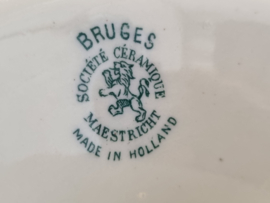 BRUGES
SOCIÉTÉ CÉRAMIQUE
MAESTRICHT
MADE IN HOLLAND